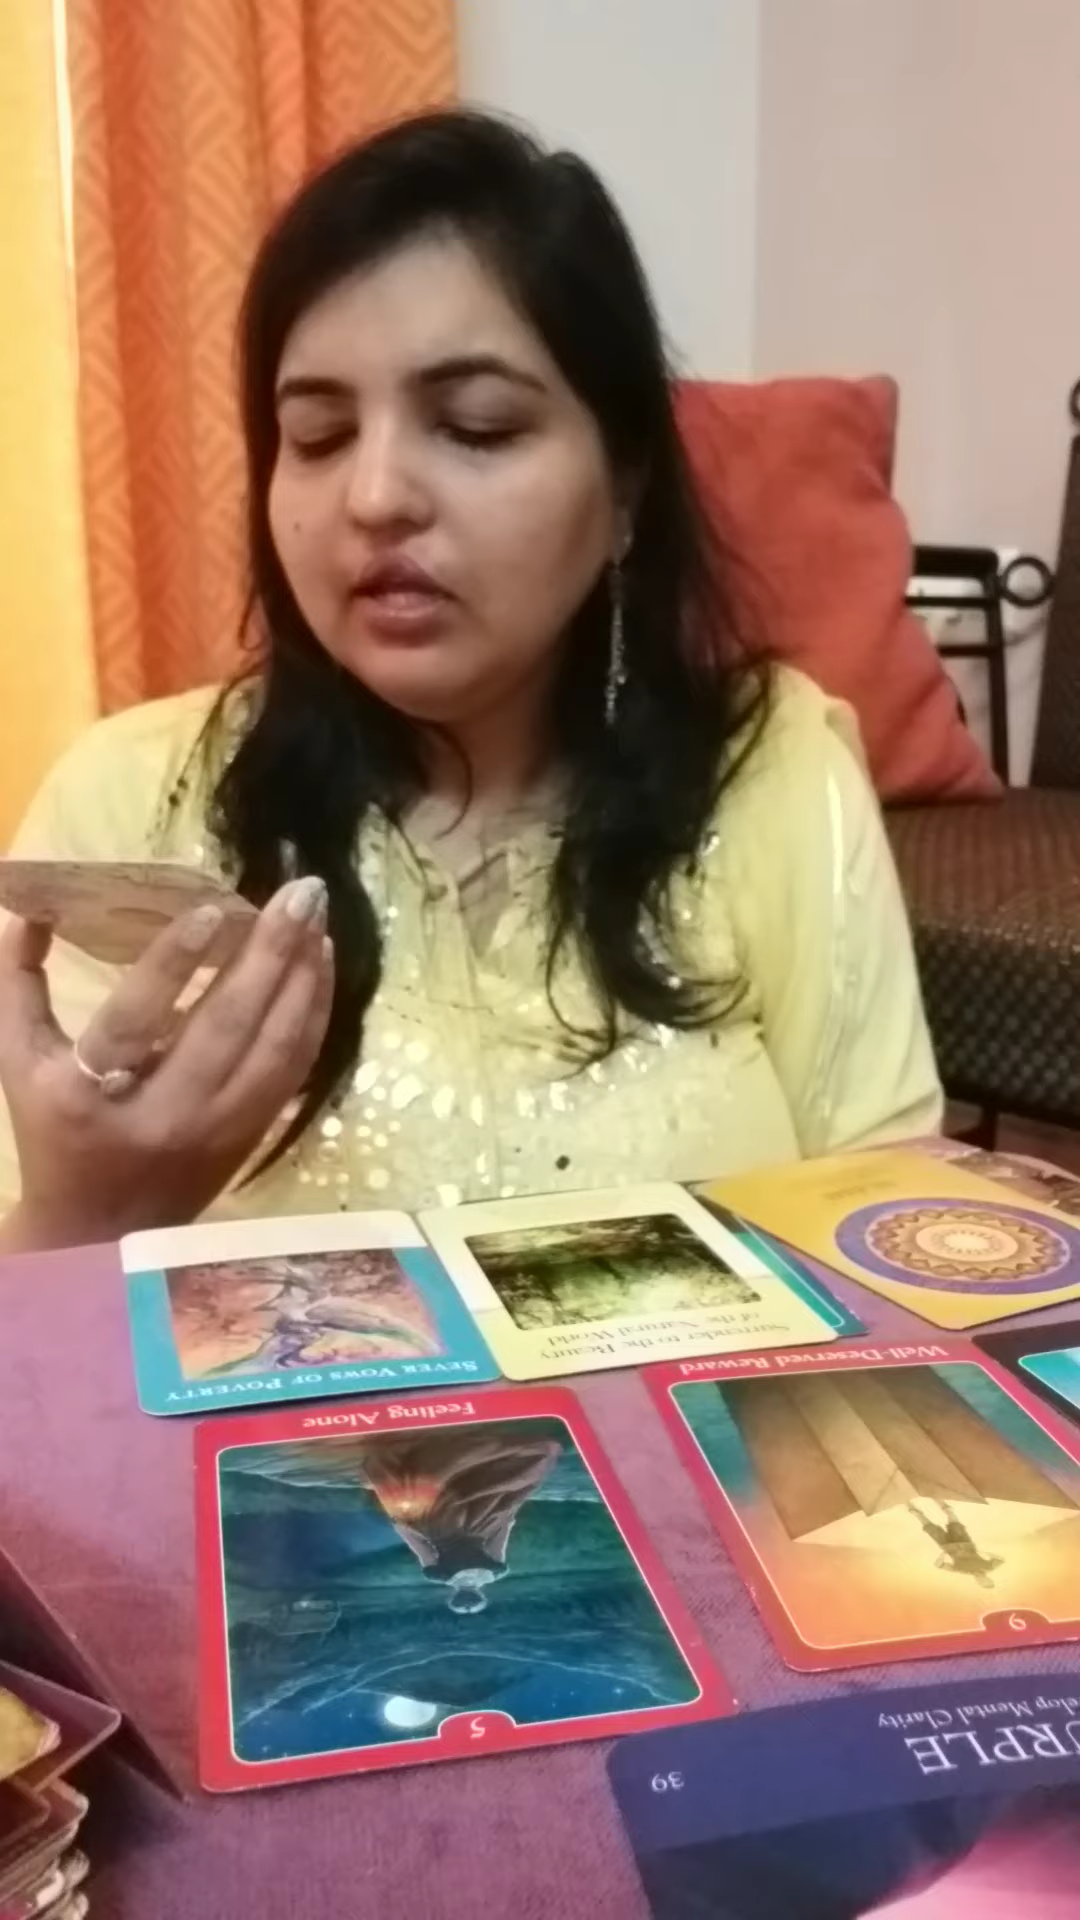 SEVER VOWS OF POVERTY
Surrender to the Beauty
of the Natural World
Feeling Alone
5
Well-Deserved Reward
9
39
URPLE
elop Mental Clarity